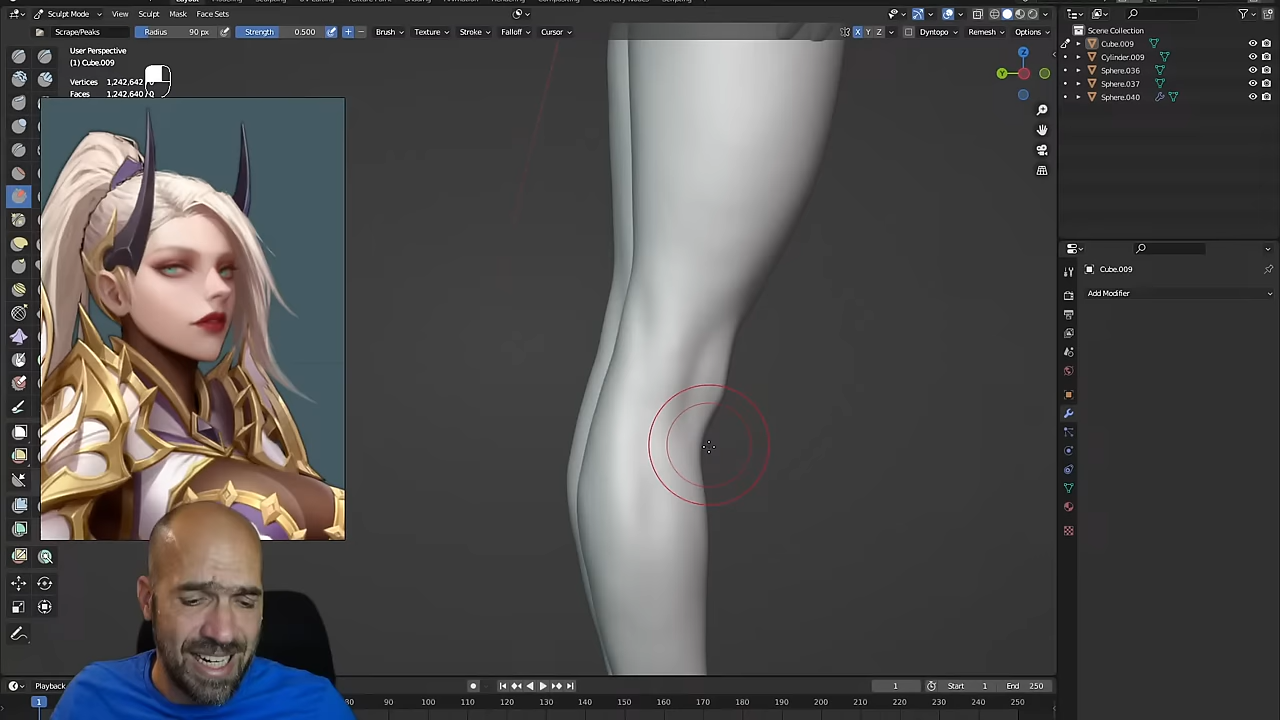 Layout
Sculpt Mode View Sculpt Mask Face Sets
Scrape/Peaks Radius 90 px Strength 0.500 Brush Texture Stroke Falloff Cursor X Y Z Dyntopo Remesh Options
User Perspective
(1) Cube.009
Vertices 1,242,642
Faces 1,242,640
Z
Y
Scene Collection
Cube.009
Cylinder.009
Sphere.036
Sphere.037
Sphere.040
Cube.009
Add Modifier
Playback 1 Start 1 End 250
1 80 90 100 110 120 130 140 150 160 170 180 190 200 210 220 230 240 250